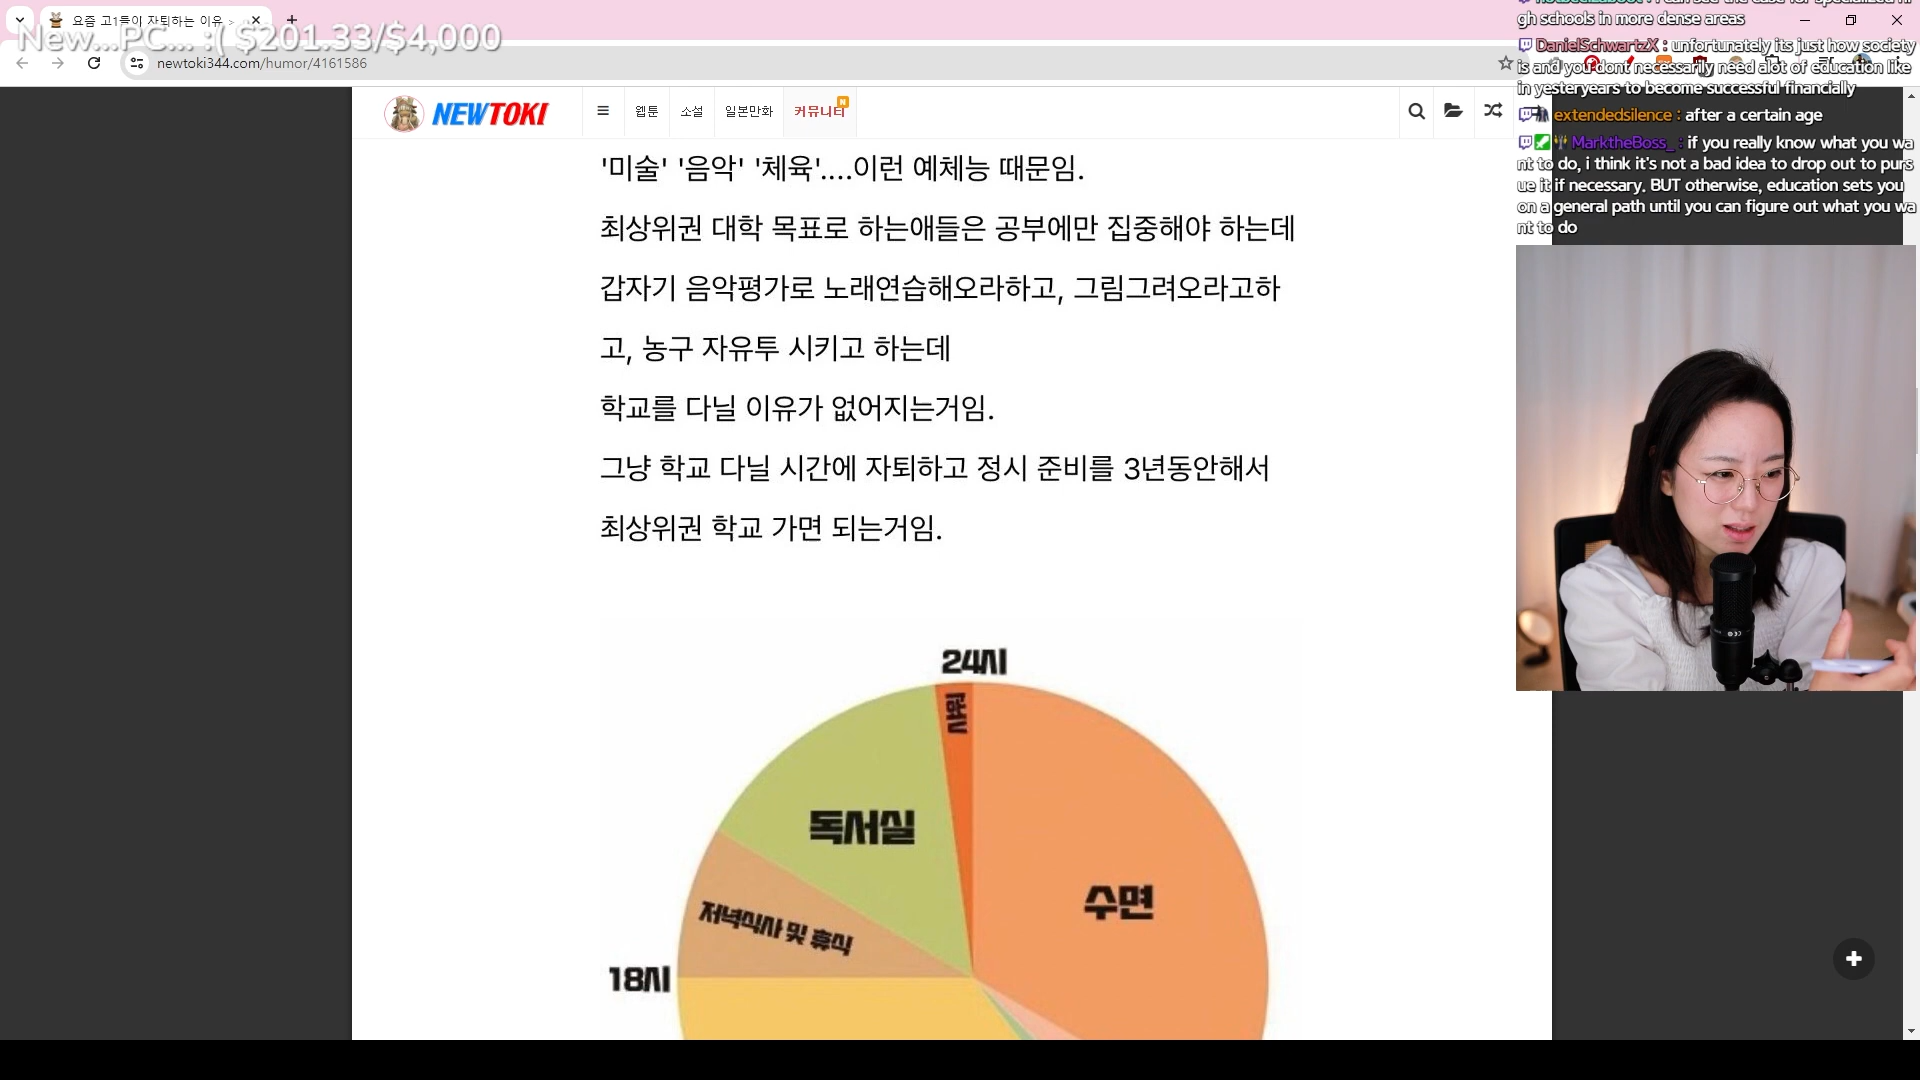 요즘 고1들이 자퇴하는 이유
New...PC... :( $201.33/$4,000
newtoki344.com/humor/4161586
NEWTOKI
웹툰
소설
일본만화
커뮤니티
N
'미술' '음악' '체육'....이런 예체능 때문임.
최상위권 대학 목표로 하는애들은 공부에만 집중해야 하는데
갑자기 음악평가로 노래연습해오라하고, 그림그려오라고하
고, 농구 자유투 시키고 하는데
학교를 다닐 이유가 없어지는거임.
그냥 학교 다닐 시간에 자퇴하고 정시 준비를 3년동안해서
최상위권 학교 가면 되는거임.
24시
독서실
수면
저녁식사 및 휴식
18시
gh schools in more dense areas
DanielSchwartzX : unfortunately its just how society
is and you dont necessarily need alot of education like
in yesteryears to become successful financially
extendedsilence : after a certain age
MarktheBoss_ : if you really know what you wa
nt to do, i think it's not a bad idea to drop out to purs
ue it if necessary. BUT otherwise, education sets you
on a general path until you can figure out what you wa
nt to do